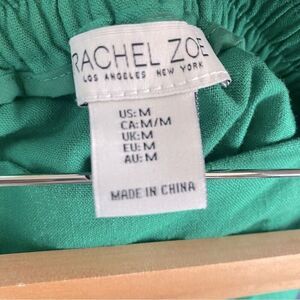 RACHEL ZOE
LOS ANGELES NEW YORK
US: M
CA: M/M
UK: M
EU: M
AU: M
MADE IN CHINA